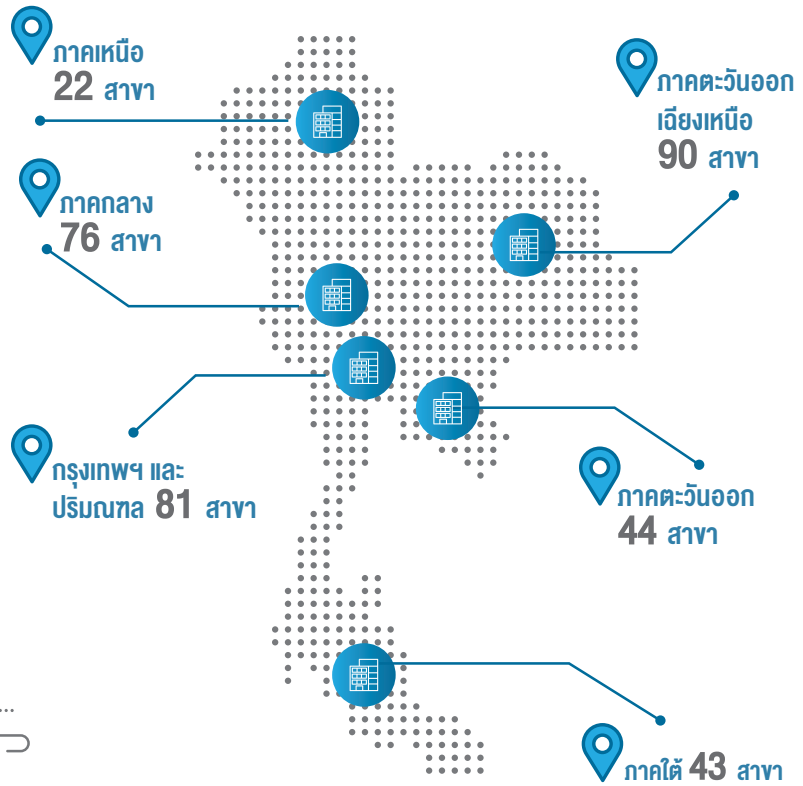 ภาคเหนือ
22 สาขา
ภาคตะวันออก
เฉียงเหนือ
90 สาขา
ภาคกลาง
76 สาขา
กรุงเทพฯ และ
ปริมณฑล 81 สาขา
ภาคตะวันออก
44 สาขา
ภาคใต้ 43 สาขา